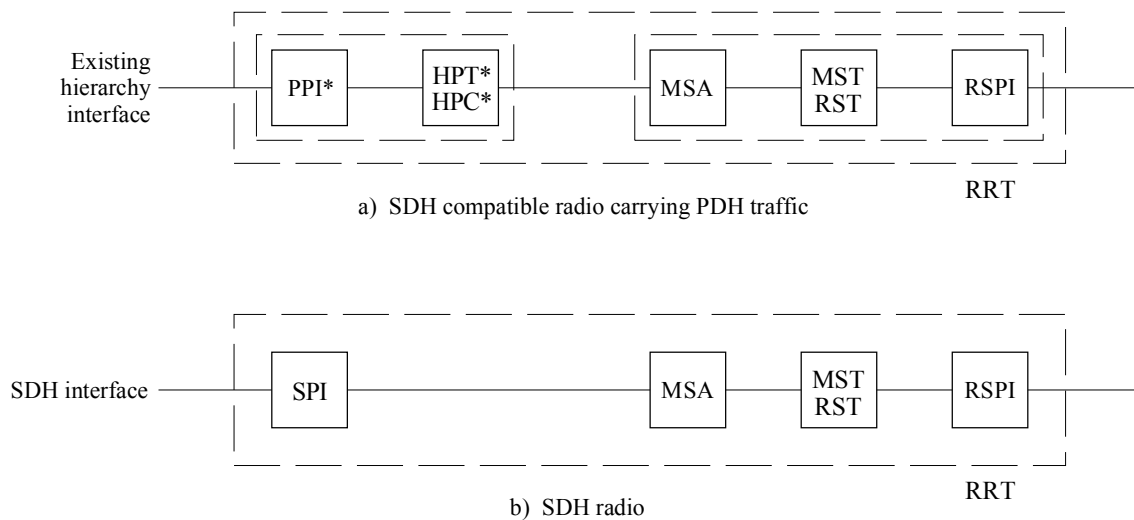 Existing
hierarchy
interface
PPI*
HPT*
HPC*
MSA
MST
RST
RSPI
RRT
a) SDH compatible radio carrying PDH traffic
SDH interface
SPI
MSA
MST
RST
RSPI
RRT
b) SDH radio